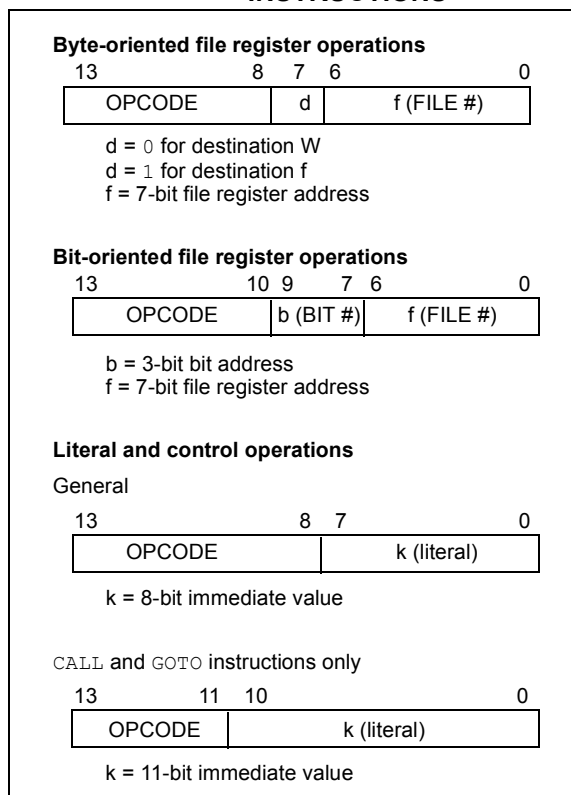 INSTRUCTIONS
Byte-oriented file register operations
13 8 7 6 0
OPCODE d f (FILE #)
d = 0 for destination W
d = 1 for destination f
f = 7-bit file register address
Bit-oriented file register operations
13 10 9 7 6 0
OPCODE b (BIT #) f (FILE #)
b = 3-bit bit address
f = 7-bit file register address
Literal and control operations
General
13 8 7 0
OPCODE k (literal)
k = 8-bit immediate value
CALL and GOTO instructions only
13 11 10 0
OPCODE k (literal)
k = 11-bit immediate value